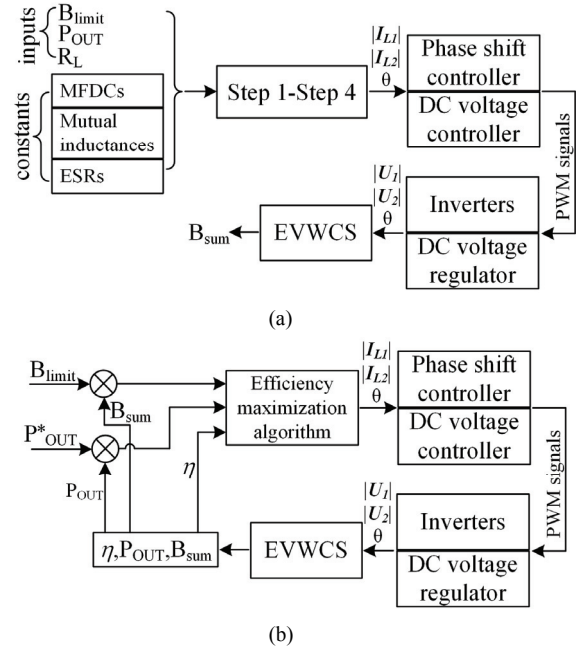 inputs
B_limit
P_OUT
R_L
constants
MFDCs
Mutual
inductances
ESRs
Step 1-Step 4
|I_L1|
|I_L2|
θ
Phase shift
controller
DC voltage
controller
PWM signals
Inverters
DC voltage
regulator
|U_1|
|U_2|
θ
EVWCS
B_sum
(a)
B_limit
B_sum
P*_OUT
P_OUT
η
Efficiency
maximization
algorithm
|I_L1|
|I_L2|
θ
Phase shift
controller
DC voltage
controller
PWM signals
Inverters
DC voltage
regulator
|U_1|
|U_2|
θ
EVWCS
η,P_OUT,B_sum
(b)